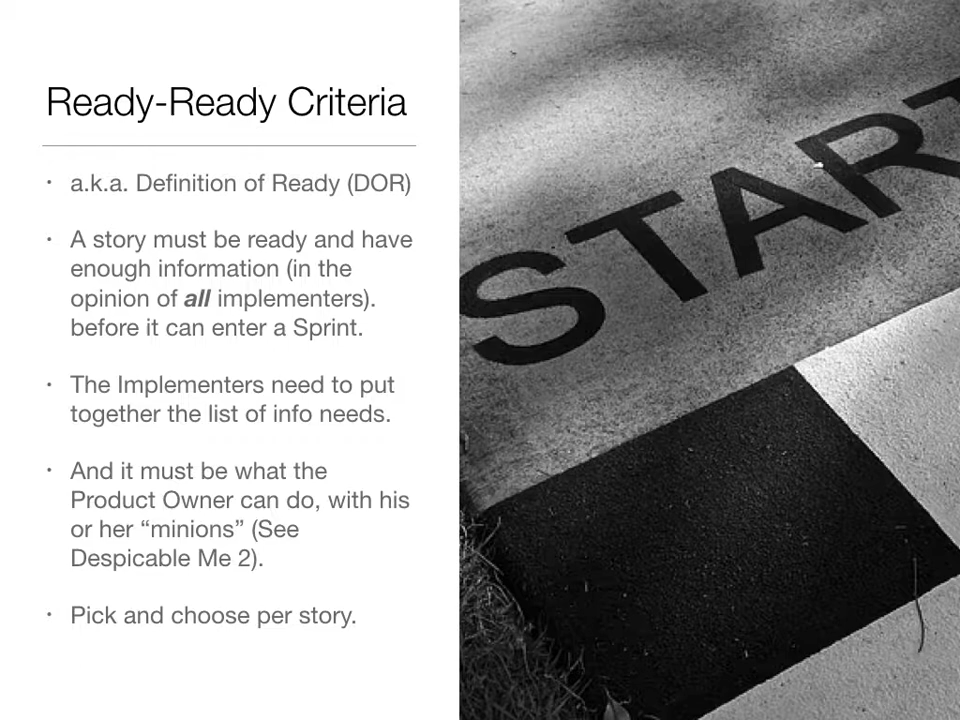 Ready-Ready Criteria
• a.k.a. Definition of Ready (DOR)
• A story must be ready and have
enough information (in the
opinion of all implementers).
before it can enter a Sprint.
• The Implementers need to put
together the list of info needs.
• And it must be what the
Product Owner can do, with his
or her “minions” (See
Despicable Me 2).
• Pick and choose per story.
START